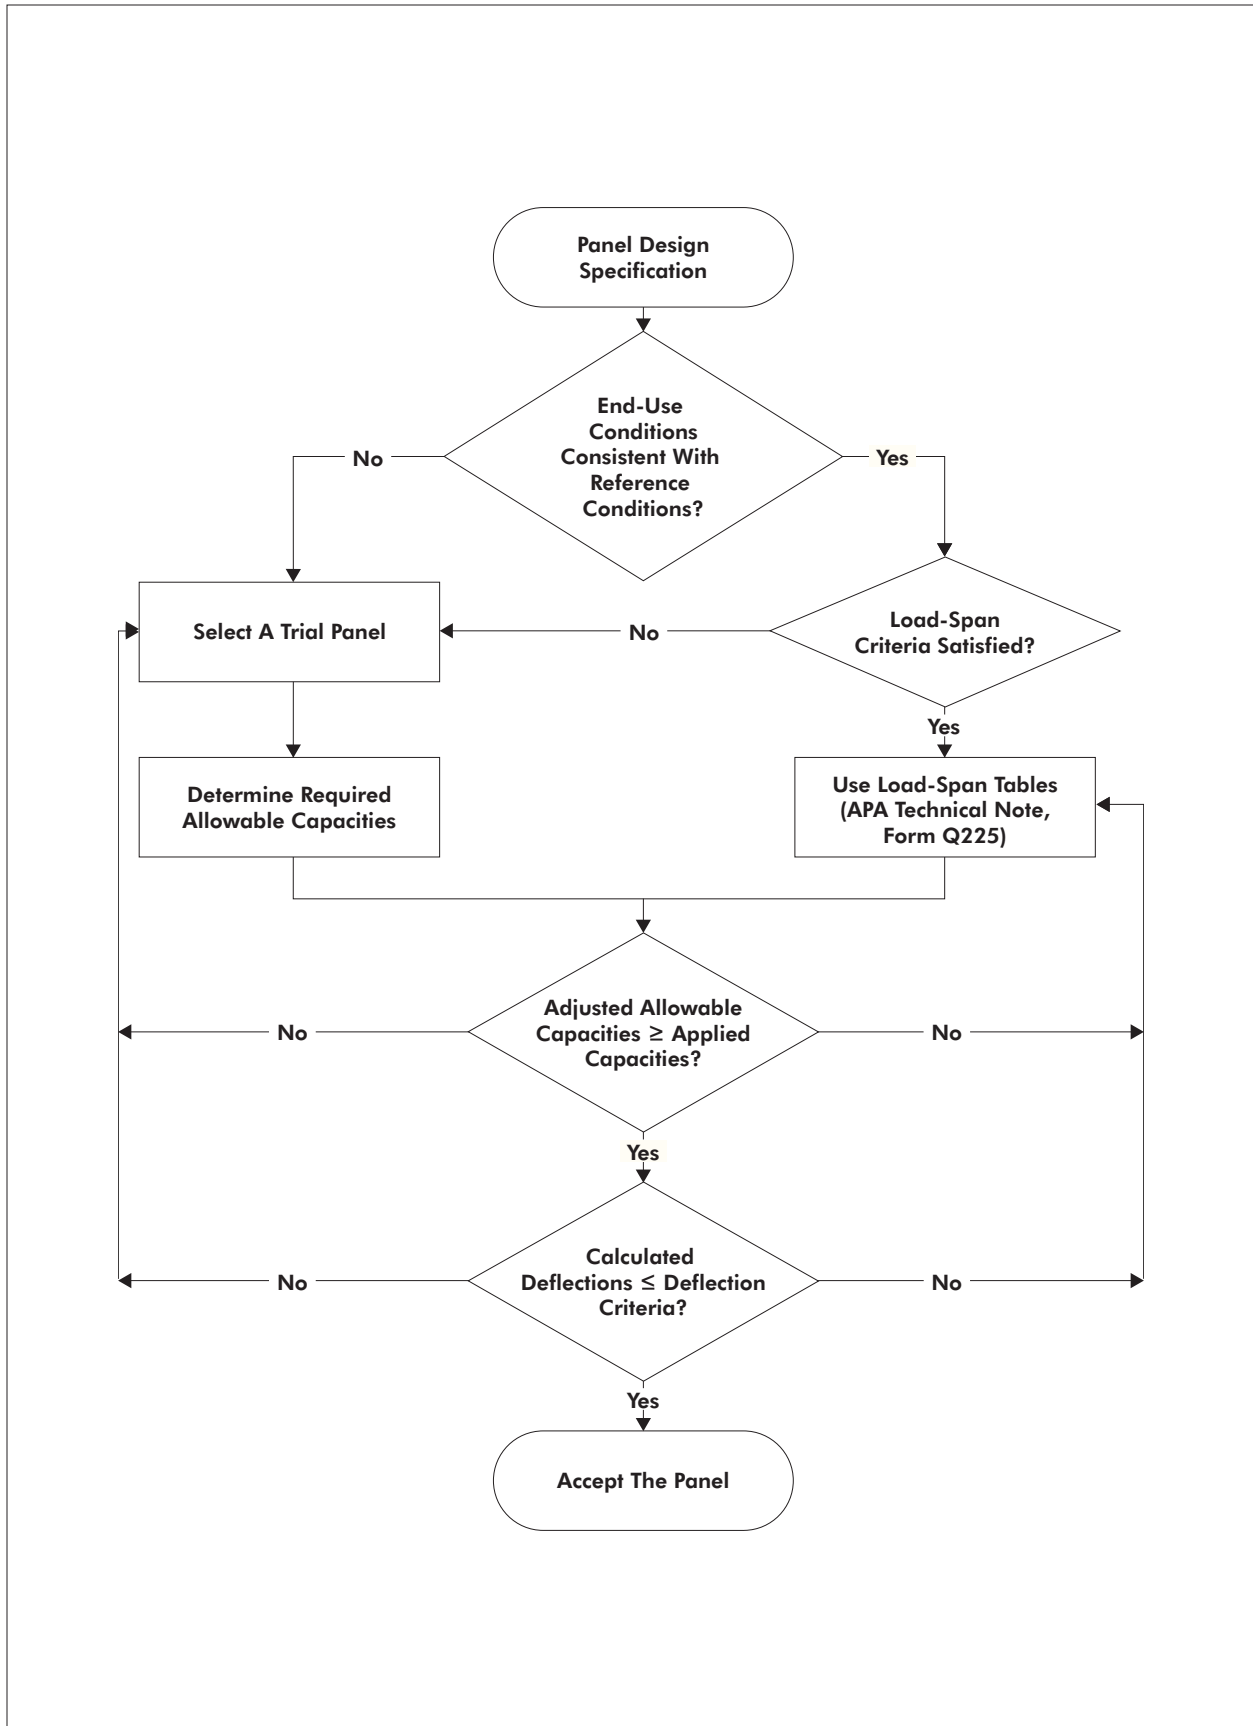 Panel Design
Specification
End-Use
Conditions
Consistent With
Reference
Conditions?
No
Yes
Select A Trial Panel
No
Load-Span
Criteria Satisfied?
Yes
Determine Required
Allowable Capacities
Use Load-Span Tables
(APA Technical Note,
Form Q225)
Adjusted Allowable
Capacities ≥ Applied
Capacities?
No
No
Yes
Calculated
Deflections ≤ Deflection
Criteria?
No
No
Yes
Accept The Panel